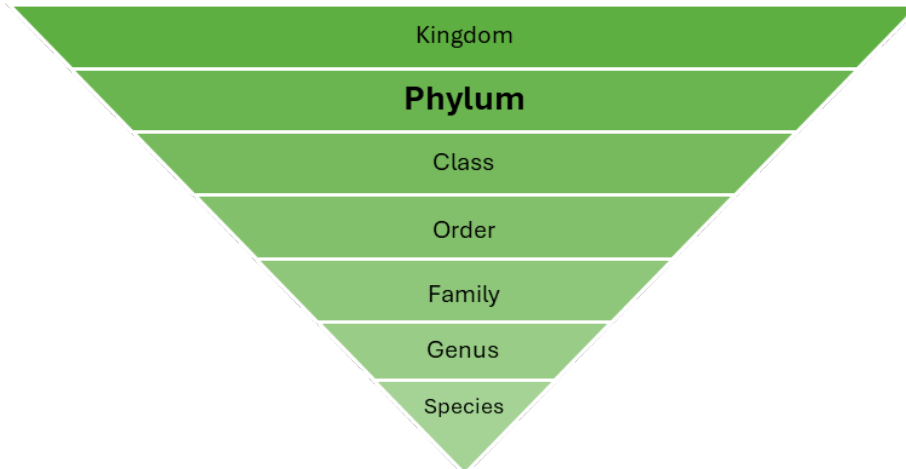 Kingdom
Phylum
Class
Order
Family
Genus
Species